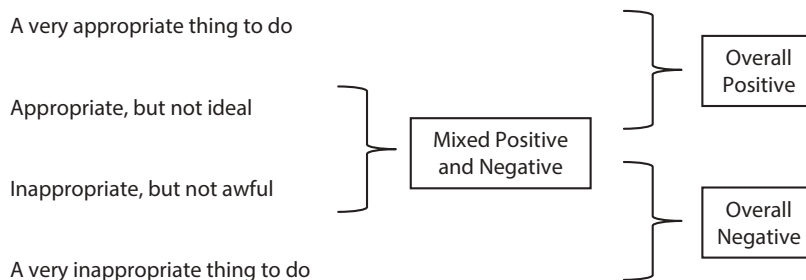 A very appropriate thing to do
Appropriate, but not ideal
Inappropriate, but not awful
A very inappropriate thing to do
Mixed Positive
and Negative
Overall
Positive
Overall
Negative